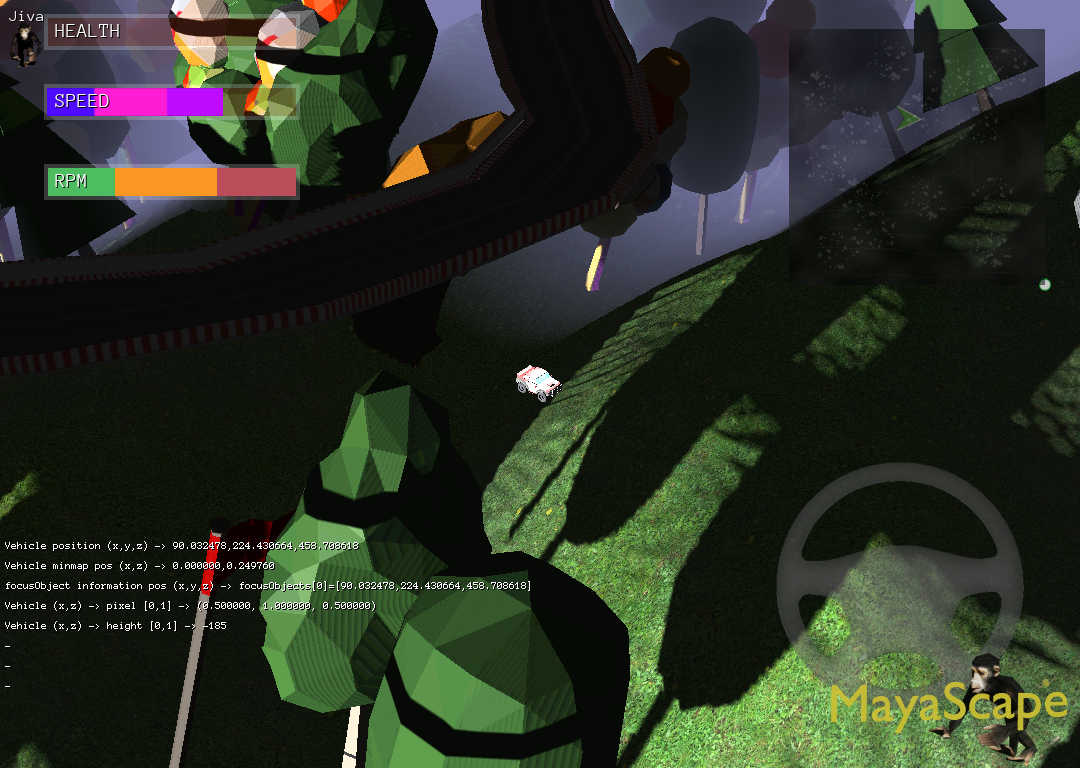 Jiva
HEALTH
SPEED
RPM
Vehicle position (x,y,z) -> 90.032478,224.430664,458.708618
Vehicle minmap pos (x,z) -> 0.000000,0.249760
focusObject information pos (x,y,z) -> focusObjects[0]=[90.032478,224.430664,458.708618]
Vehicle (x,z) -> pixel [0,1] -> (0.500000, 1.000000, 0.500000)
Vehicle (x,z) -> height [0,1] -> -185
-
-
-
MayaScape